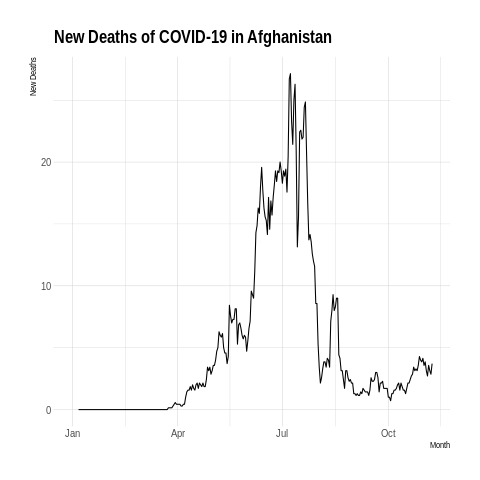 New Deaths of COVID-19 in Afghanistan
New Deaths
20
10
0
Jan Apr Jul Oct
Month